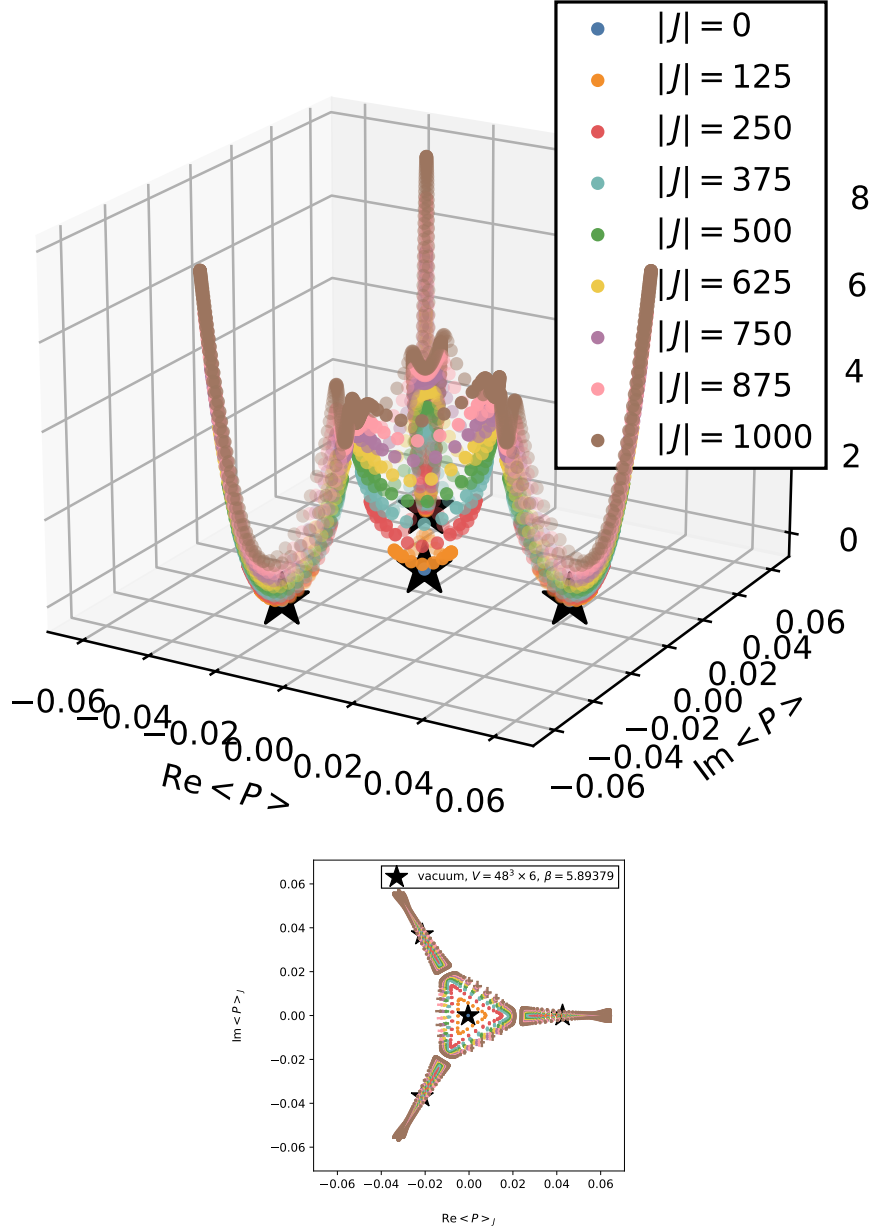 |J| = 0
|J| = 125
|J| = 250
|J| = 375
|J| = 500
|J| = 625
|J| = 750
|J| = 875
|J| = 1000
8
6
4
2
0
−0.06
−0.04
−0.02
0.00
0.02
0.04
0.06
Re < P >
−0.06
−0.04
−0.02
0.00
0.02
0.04
0.06
Im < P >
vacuum, V = 48³ × 6, β = 5.89379
0.06
0.04
0.02
0.00
−0.02
−0.04
−0.06
Im < P >_J
−0.06 −0.04 −0.02 0.00 0.02 0.04 0.06
Re < P >_J